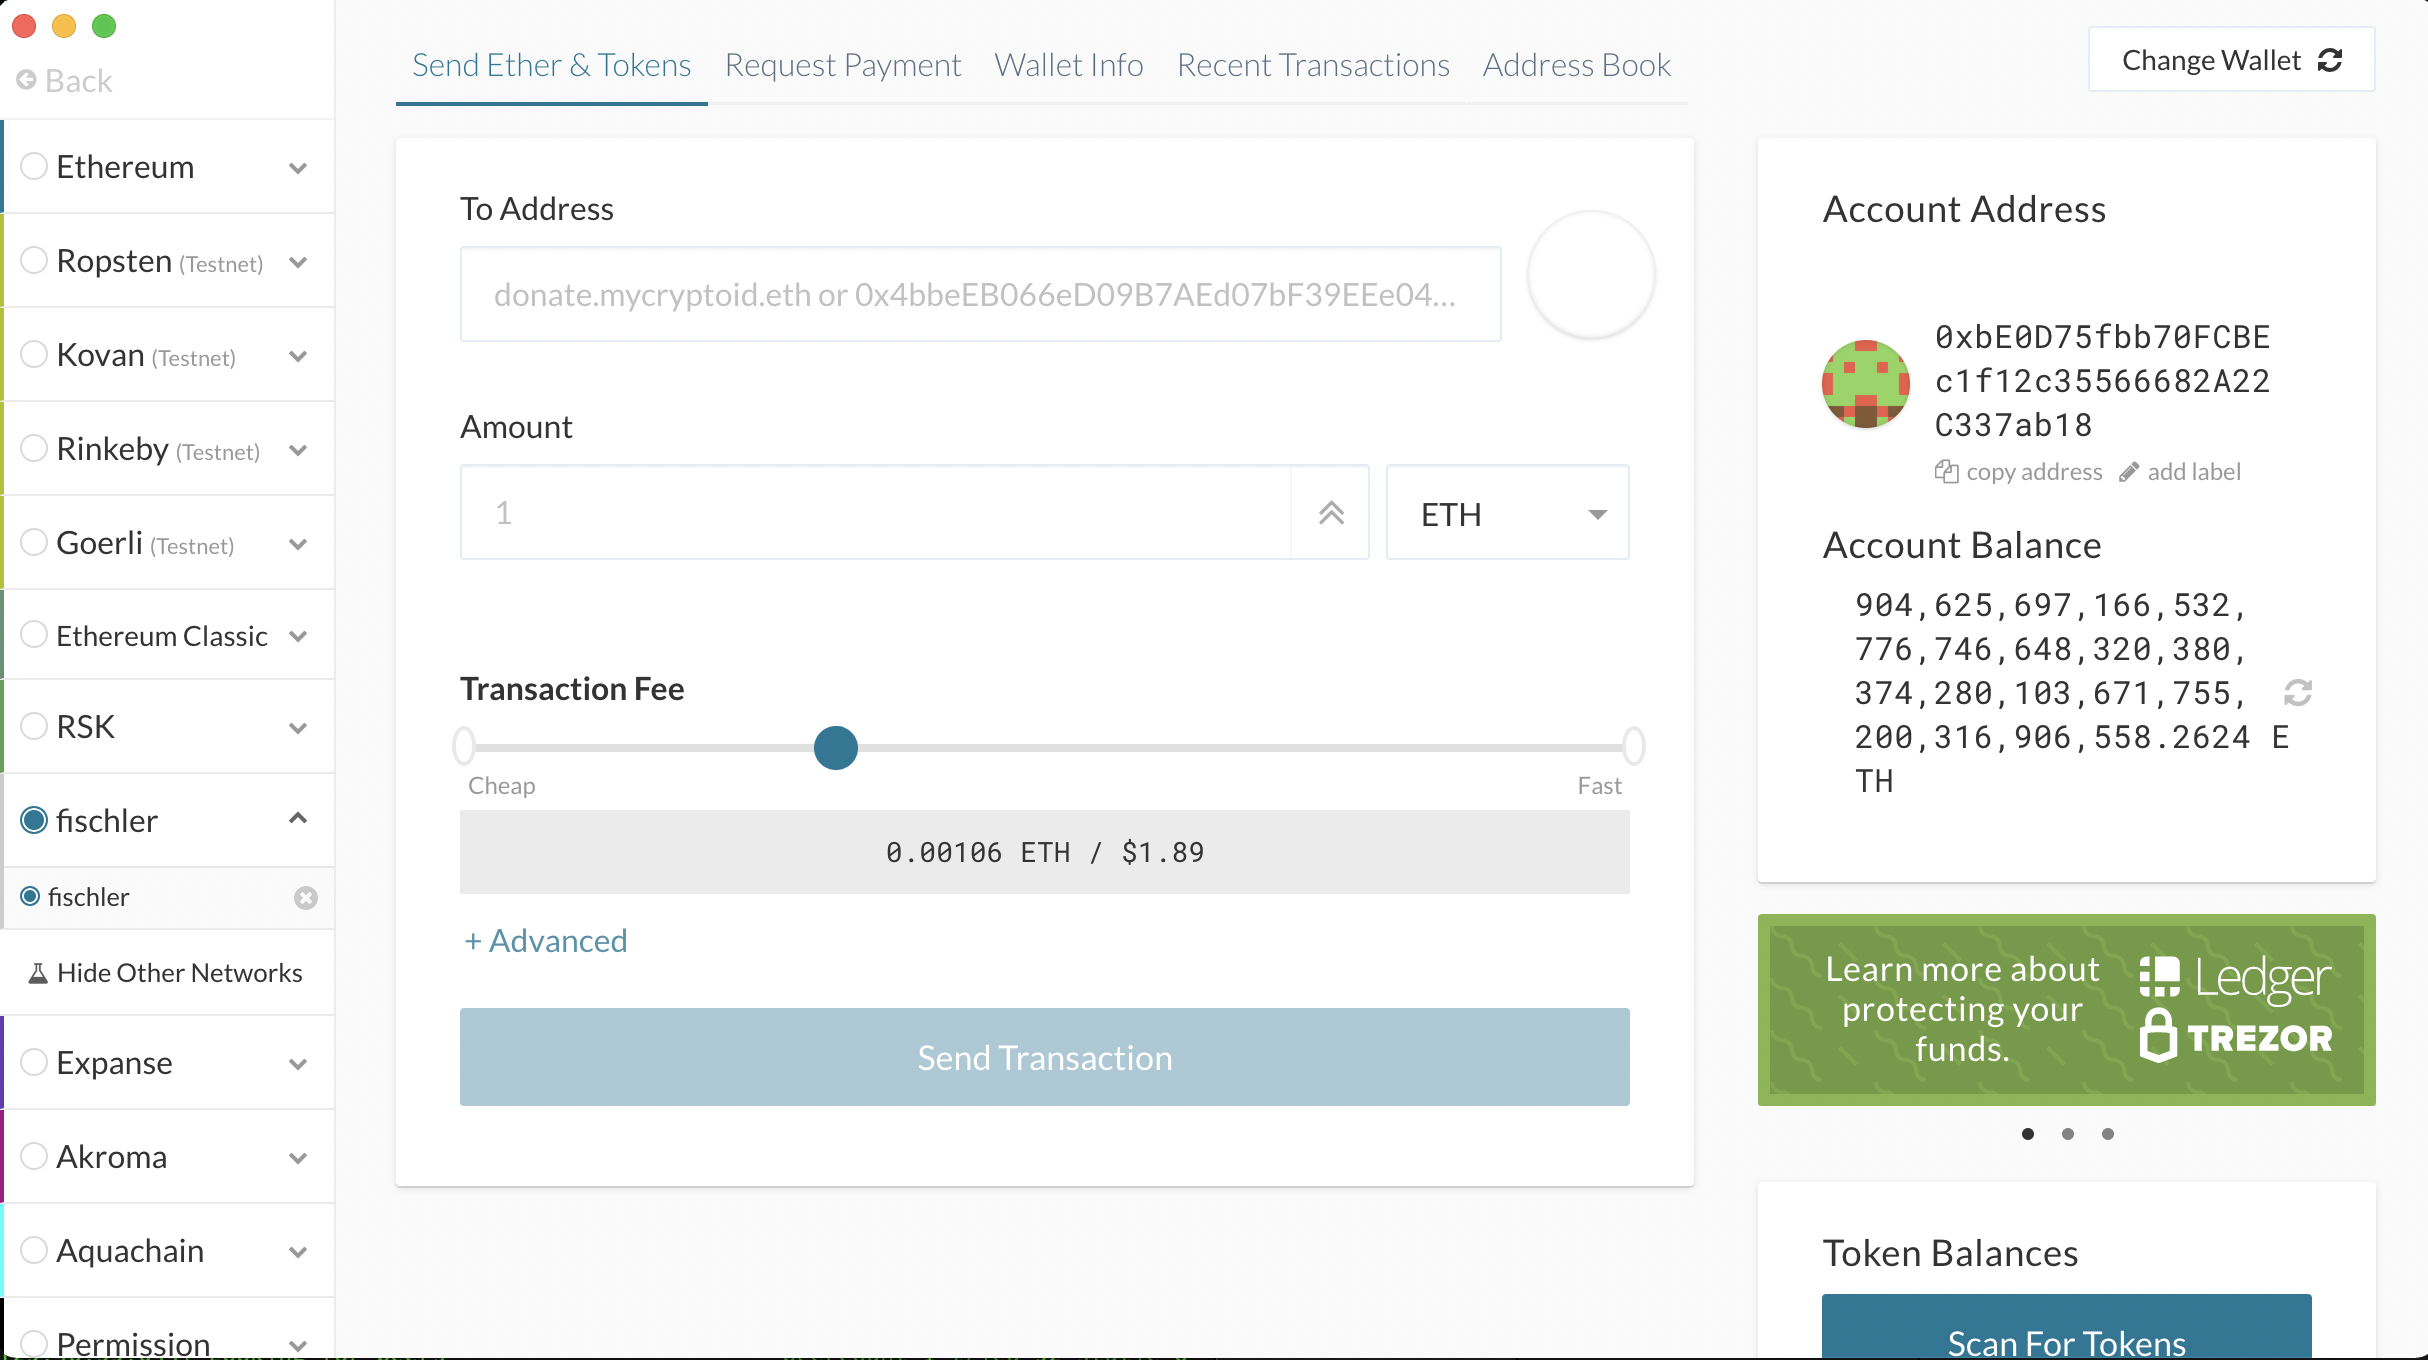 Back
Ethereum
Ropsten (Testnet)
Kovan (Testnet)
Rinkeby (Testnet)
Goerli (Testnet)
Ethereum Classic
RSK
fischler
fischler
Hide Other Networks
Expanse
Akroma
Aquachain
Permission
Send Ether & Tokens
Request Payment
Wallet Info
Recent Transactions
Address Book
Change Wallet
To Address
donate.mycryptoid.eth or 0x4bbeEB066eD09B7AEd07bF39EEe04...
Amount
1
ETH
Transaction Fee
Cheap
Fast
0.00106 ETH / $1.89
+ Advanced
Send Transaction
Account Address
0xbE0D75fbb70FCBE
c1f12c35566682A22
C337ab18
copy address
add label
Account Balance
904,625,697,166,532,
776,746,648,320,380,
374,280,103,671,755,
200,316,906,558.2624 E
TH
Learn more about
protecting your
funds.
Ledger
TREZOR
Token Balances
Scan For Tokens